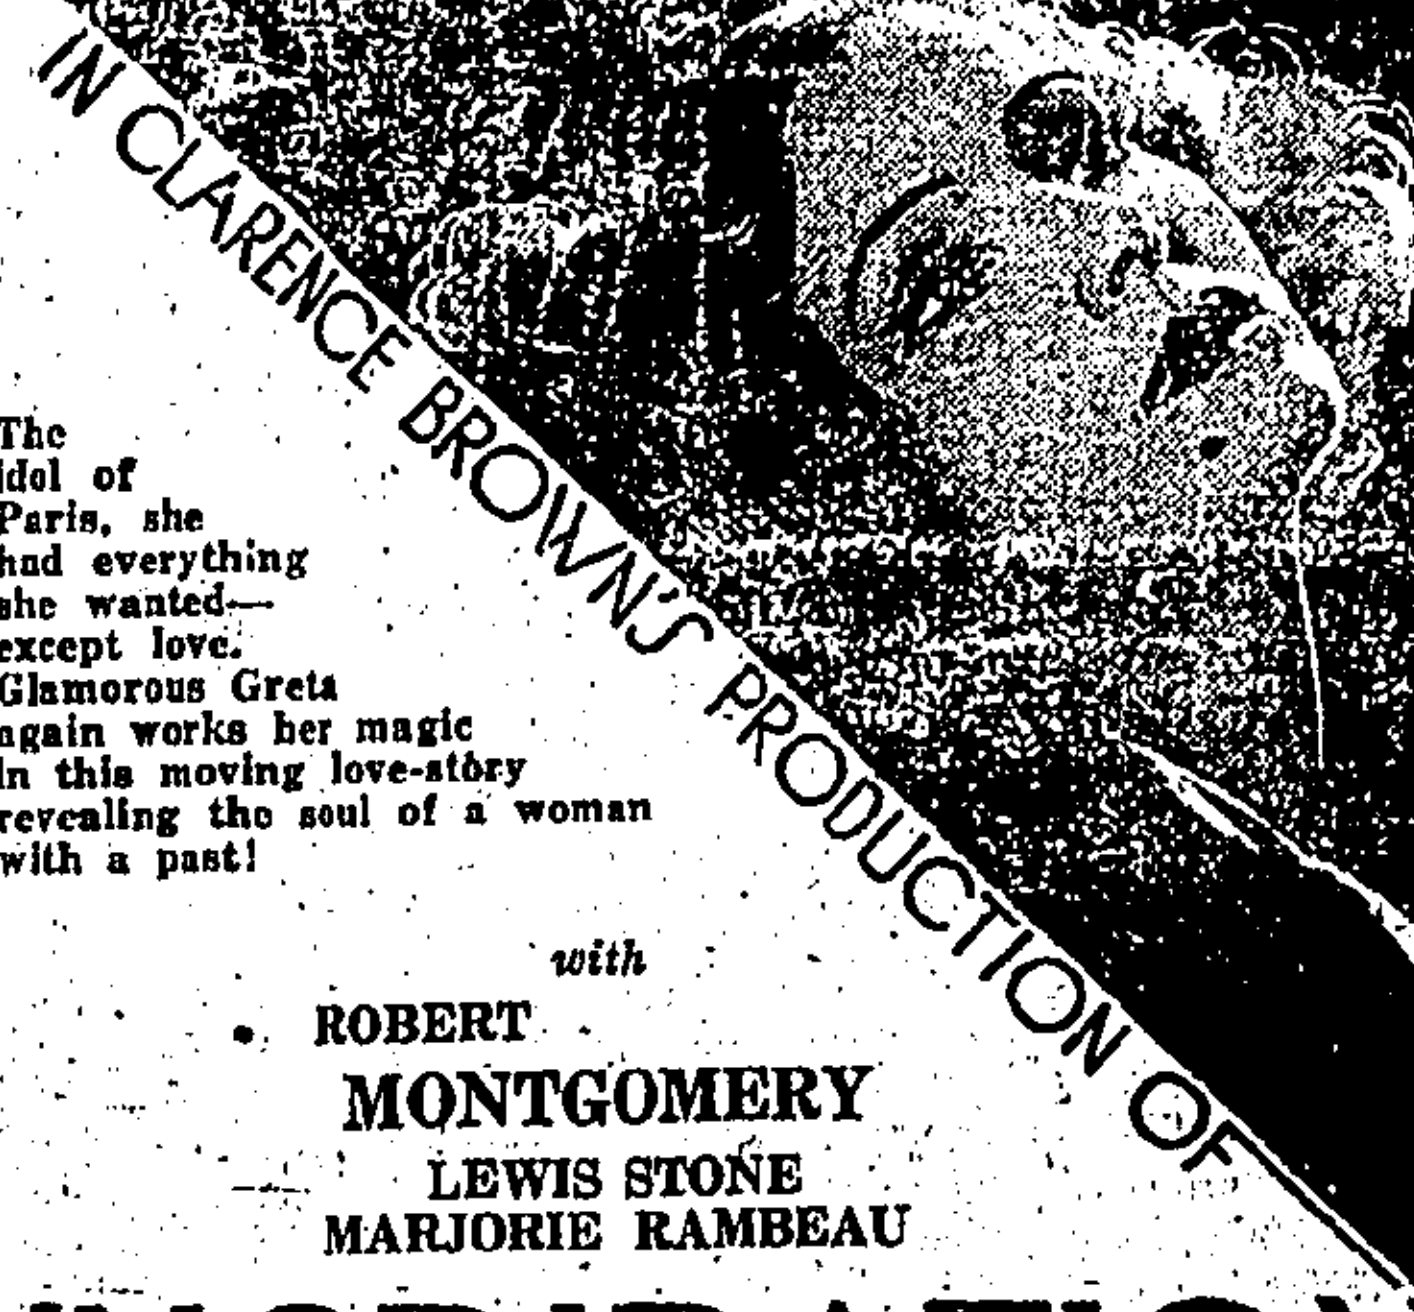 IN CLARENCE BROWN'S PRODUCTION OF
The
idol of
Paris, she
had everything
she wanted—
except love.
Glamorous Greta
again works her magic
in this moving love-story
revealing the soul of a woman
with a past!
with
ROBERT
MONTGOMERY
LEWIS STONE
MARJORIE RAMBEAU